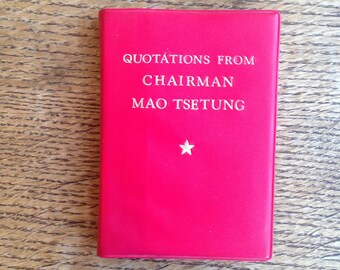 QUOTATIONS FROM
CHAIRMAN
MAO TSETUNG